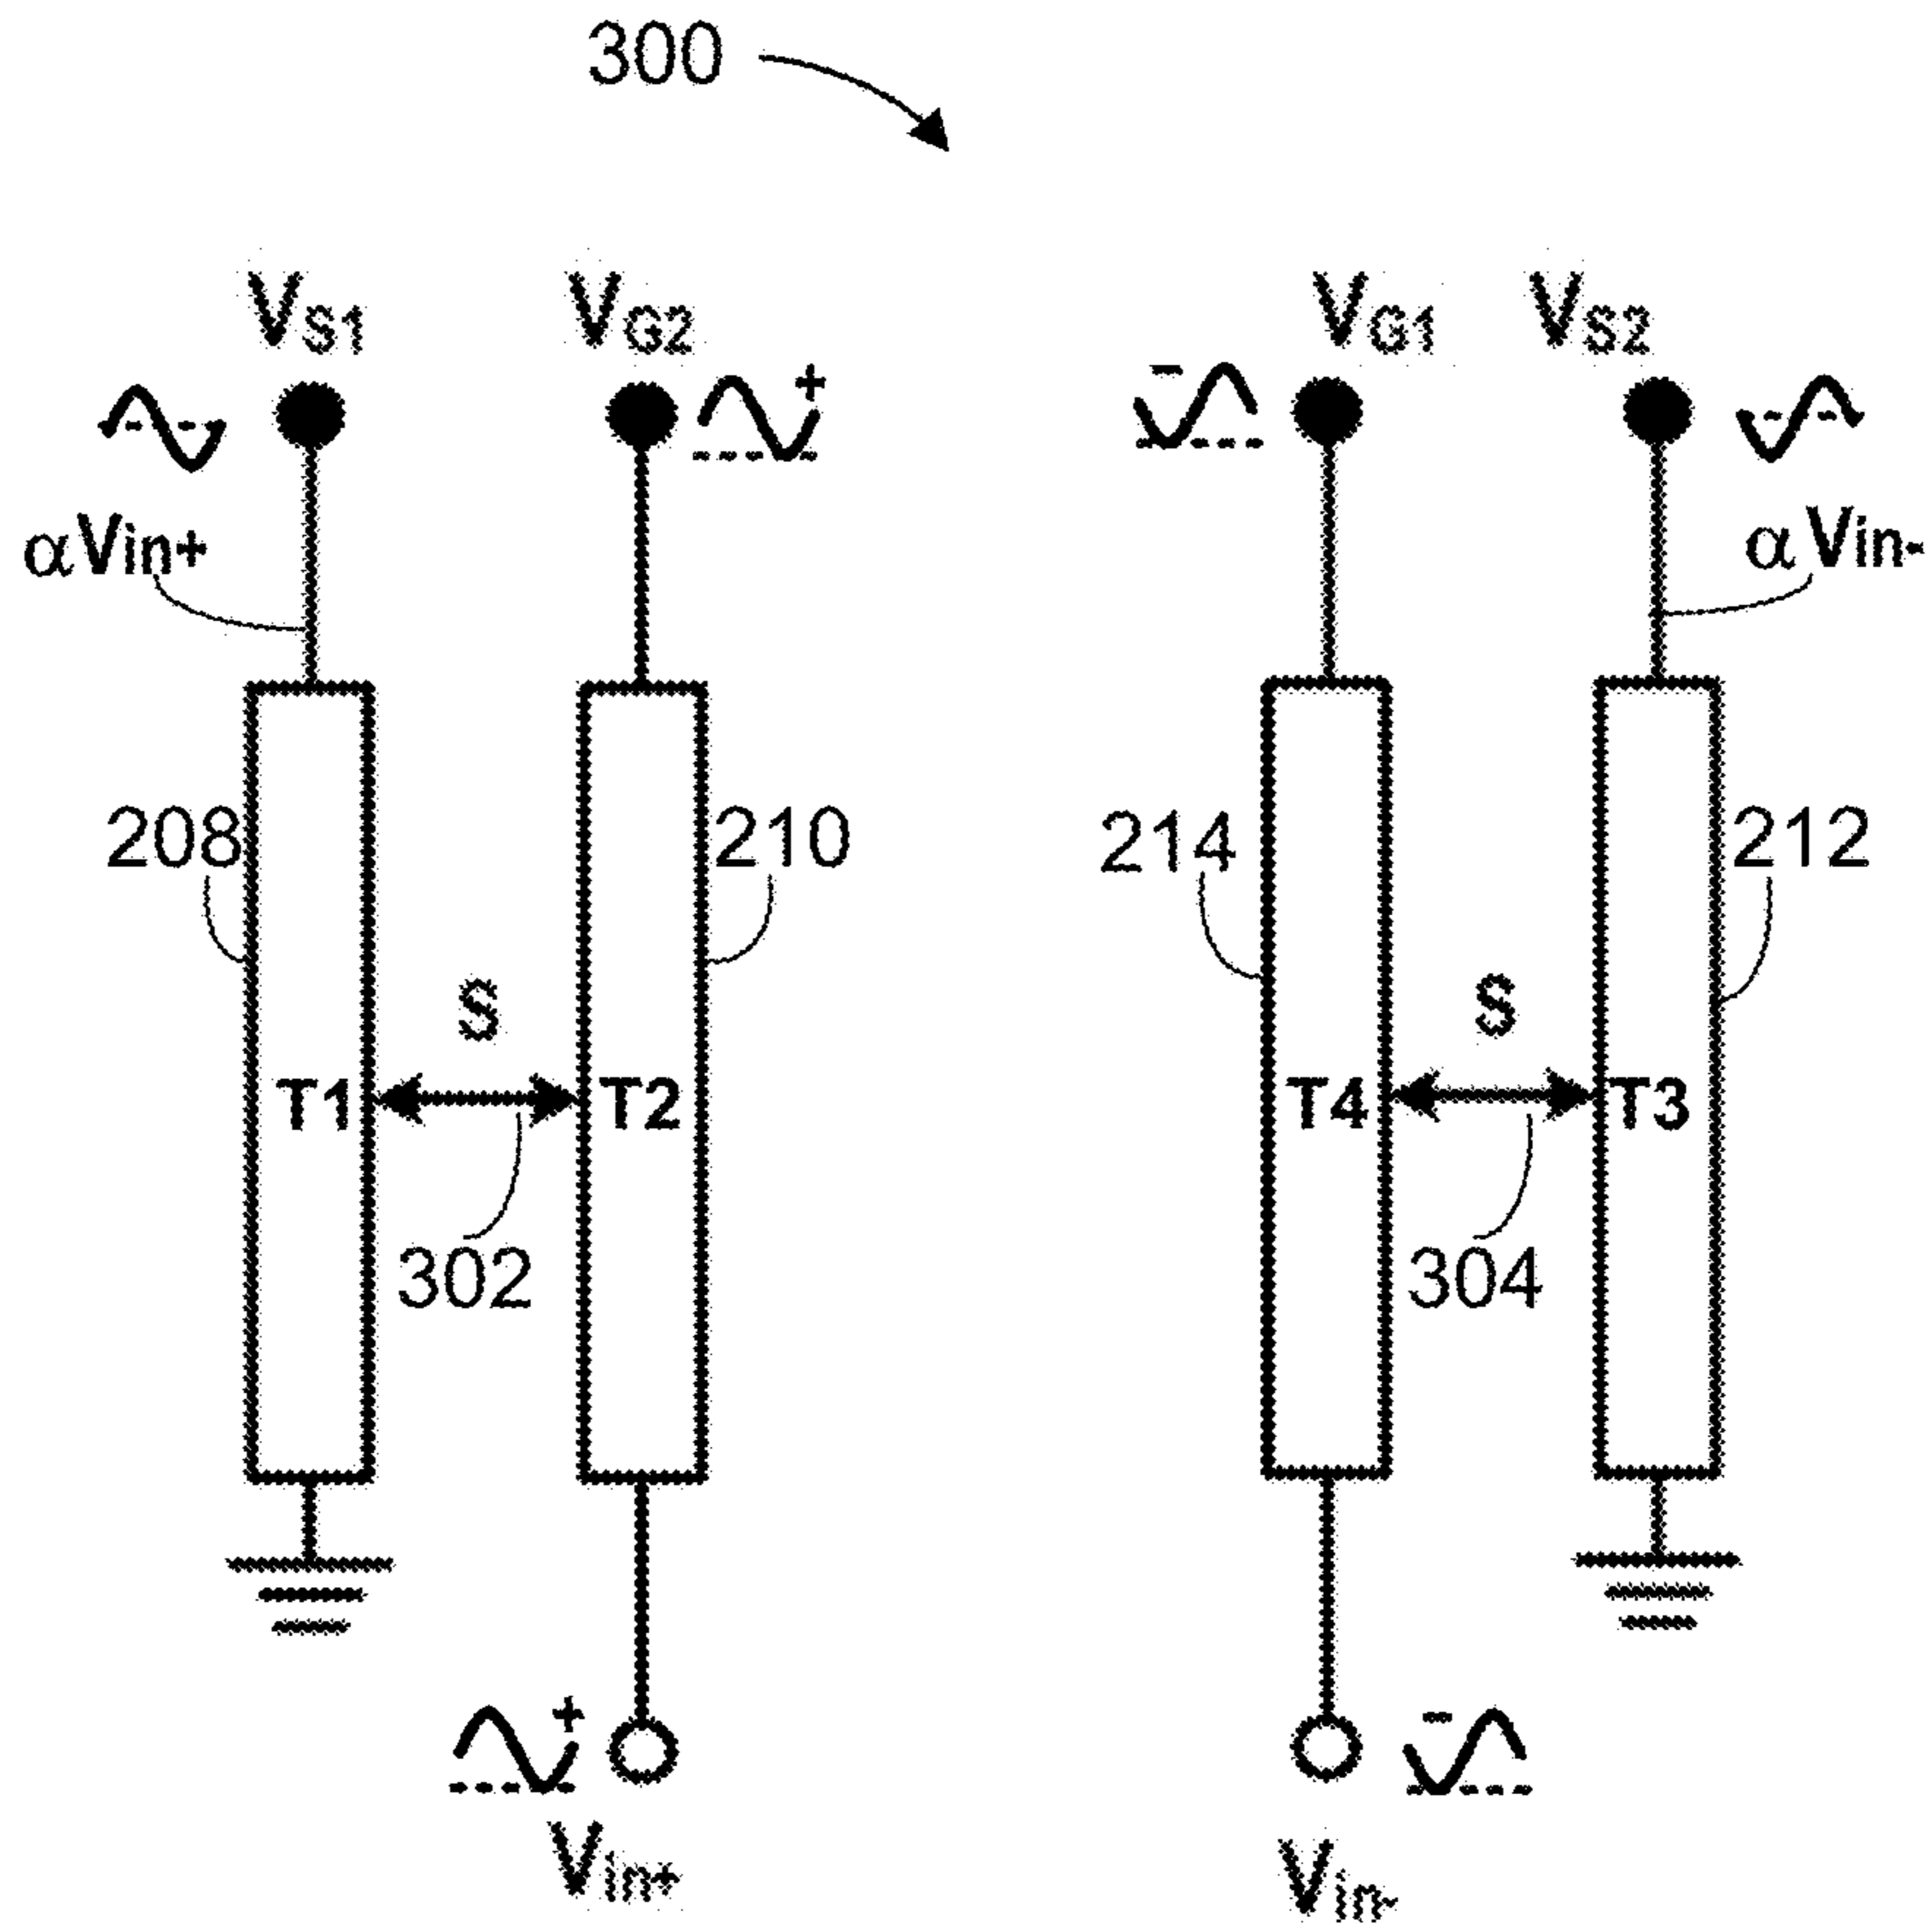 300
VS1 VG2 VG1 VS2
+ -
αVin+ αVin-
208 210 214 212
S S
T1 T2 T4 T3
302 304
+ -
Vin+ Vin-